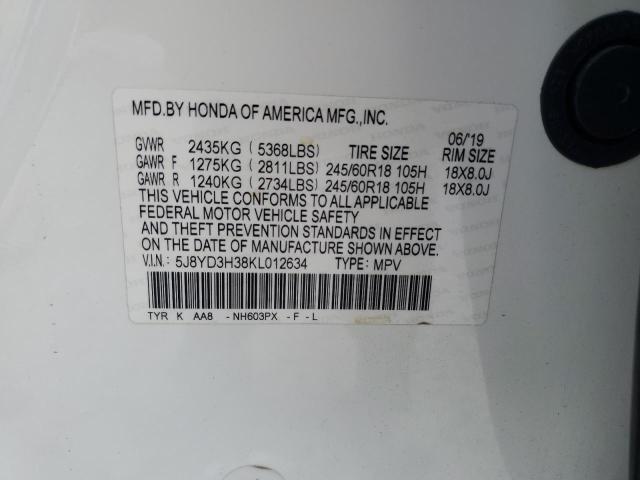 MFD.BY HONDA OF AMERICA MFG.,INC.
06/'19
GVWR 2435KG (5368LBS) TIRE SIZE RIM SIZE
GAWR F 1275KG (2811LBS) 245/60R18 105H 18X8.0J
GAWR R 1240KG (2734LBS) 245/60R18 105H 18X8.0J
THIS VEHICLE CONFORMS TO ALL APPLICABLE
FEDERAL MOTOR VEHICLE SAFETY
AND THEFT PREVENTION STANDARDS IN EFFECT
ON THE DATE OF MANUFACTURE SHOWN ABOVE.
V.I.N.: 5J8YD3H38KL012634 TYPE: MPV
TYR K AA8 -NH603PX -F-L